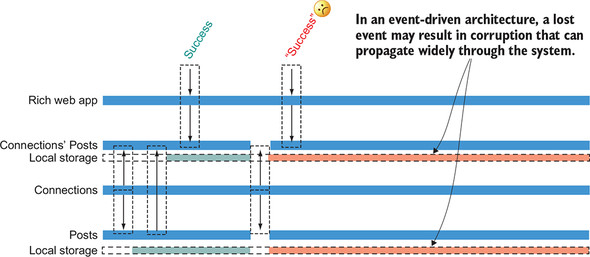 Success
"Success"
In an event-driven architecture, a lost
event may result in corruption that can
propagate widely through the system.
Rich web app
Connections' Posts
Local storage
Connections
Posts
Local storage